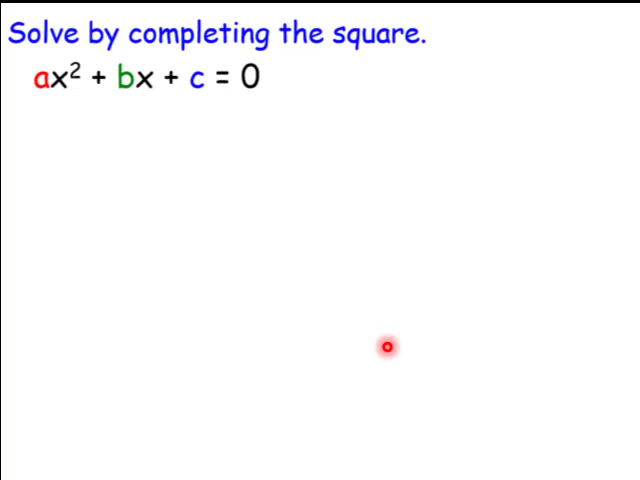 Solve by completing the square.
ax² + bx + c = 0